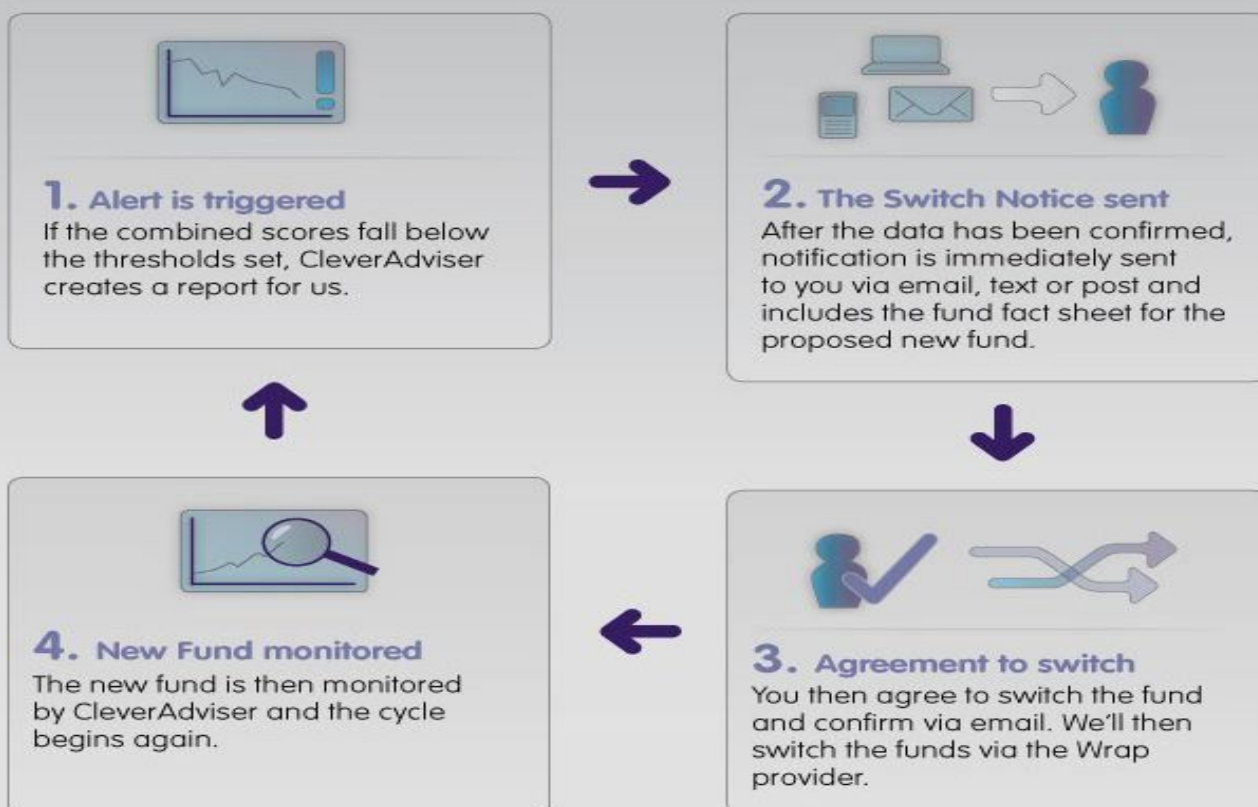 1. Alert is triggered
If the combined scores fall below
the thresholds set, CleverAdviser
creates a report for us.
2. The Switch Notice sent
After the data has been confirmed,
notification is immediately sent
to you via email, text or post and
includes the fund fact sheet for the
proposed new fund.
3. Agreement to switch
You then agree to switch the fund
and confirm via email. We'll then
switch the funds via the Wrap
provider.
4. New Fund monitored
The new fund is then monitored
by CleverAdviser and the cycle
begins again.